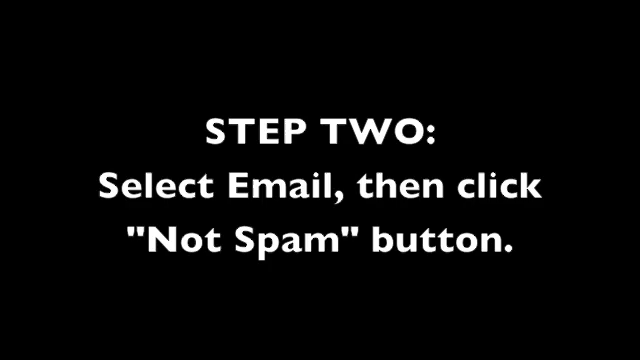 STEP TWO:
Select Email, then click
"Not Spam" button.